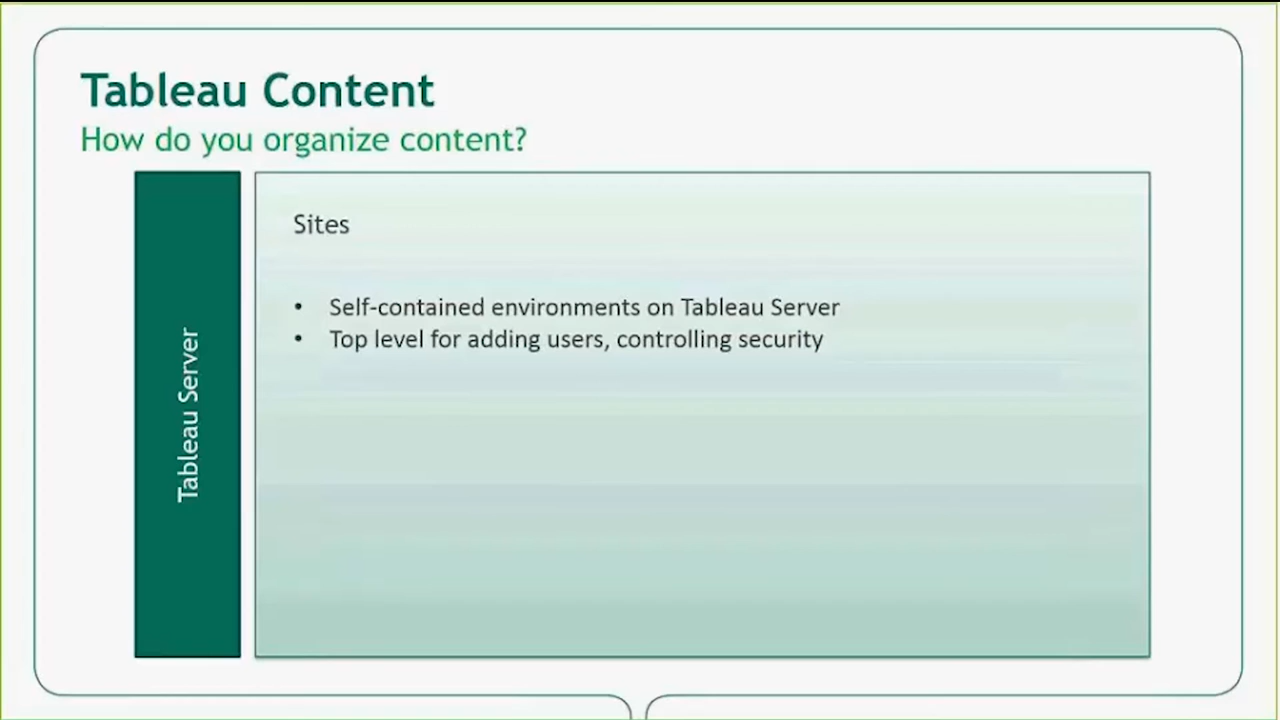 Tableau Content
How do you organize content?
Tableau Server
Sites
• Self-contained environments on Tableau Server
• Top level for adding users, controlling security